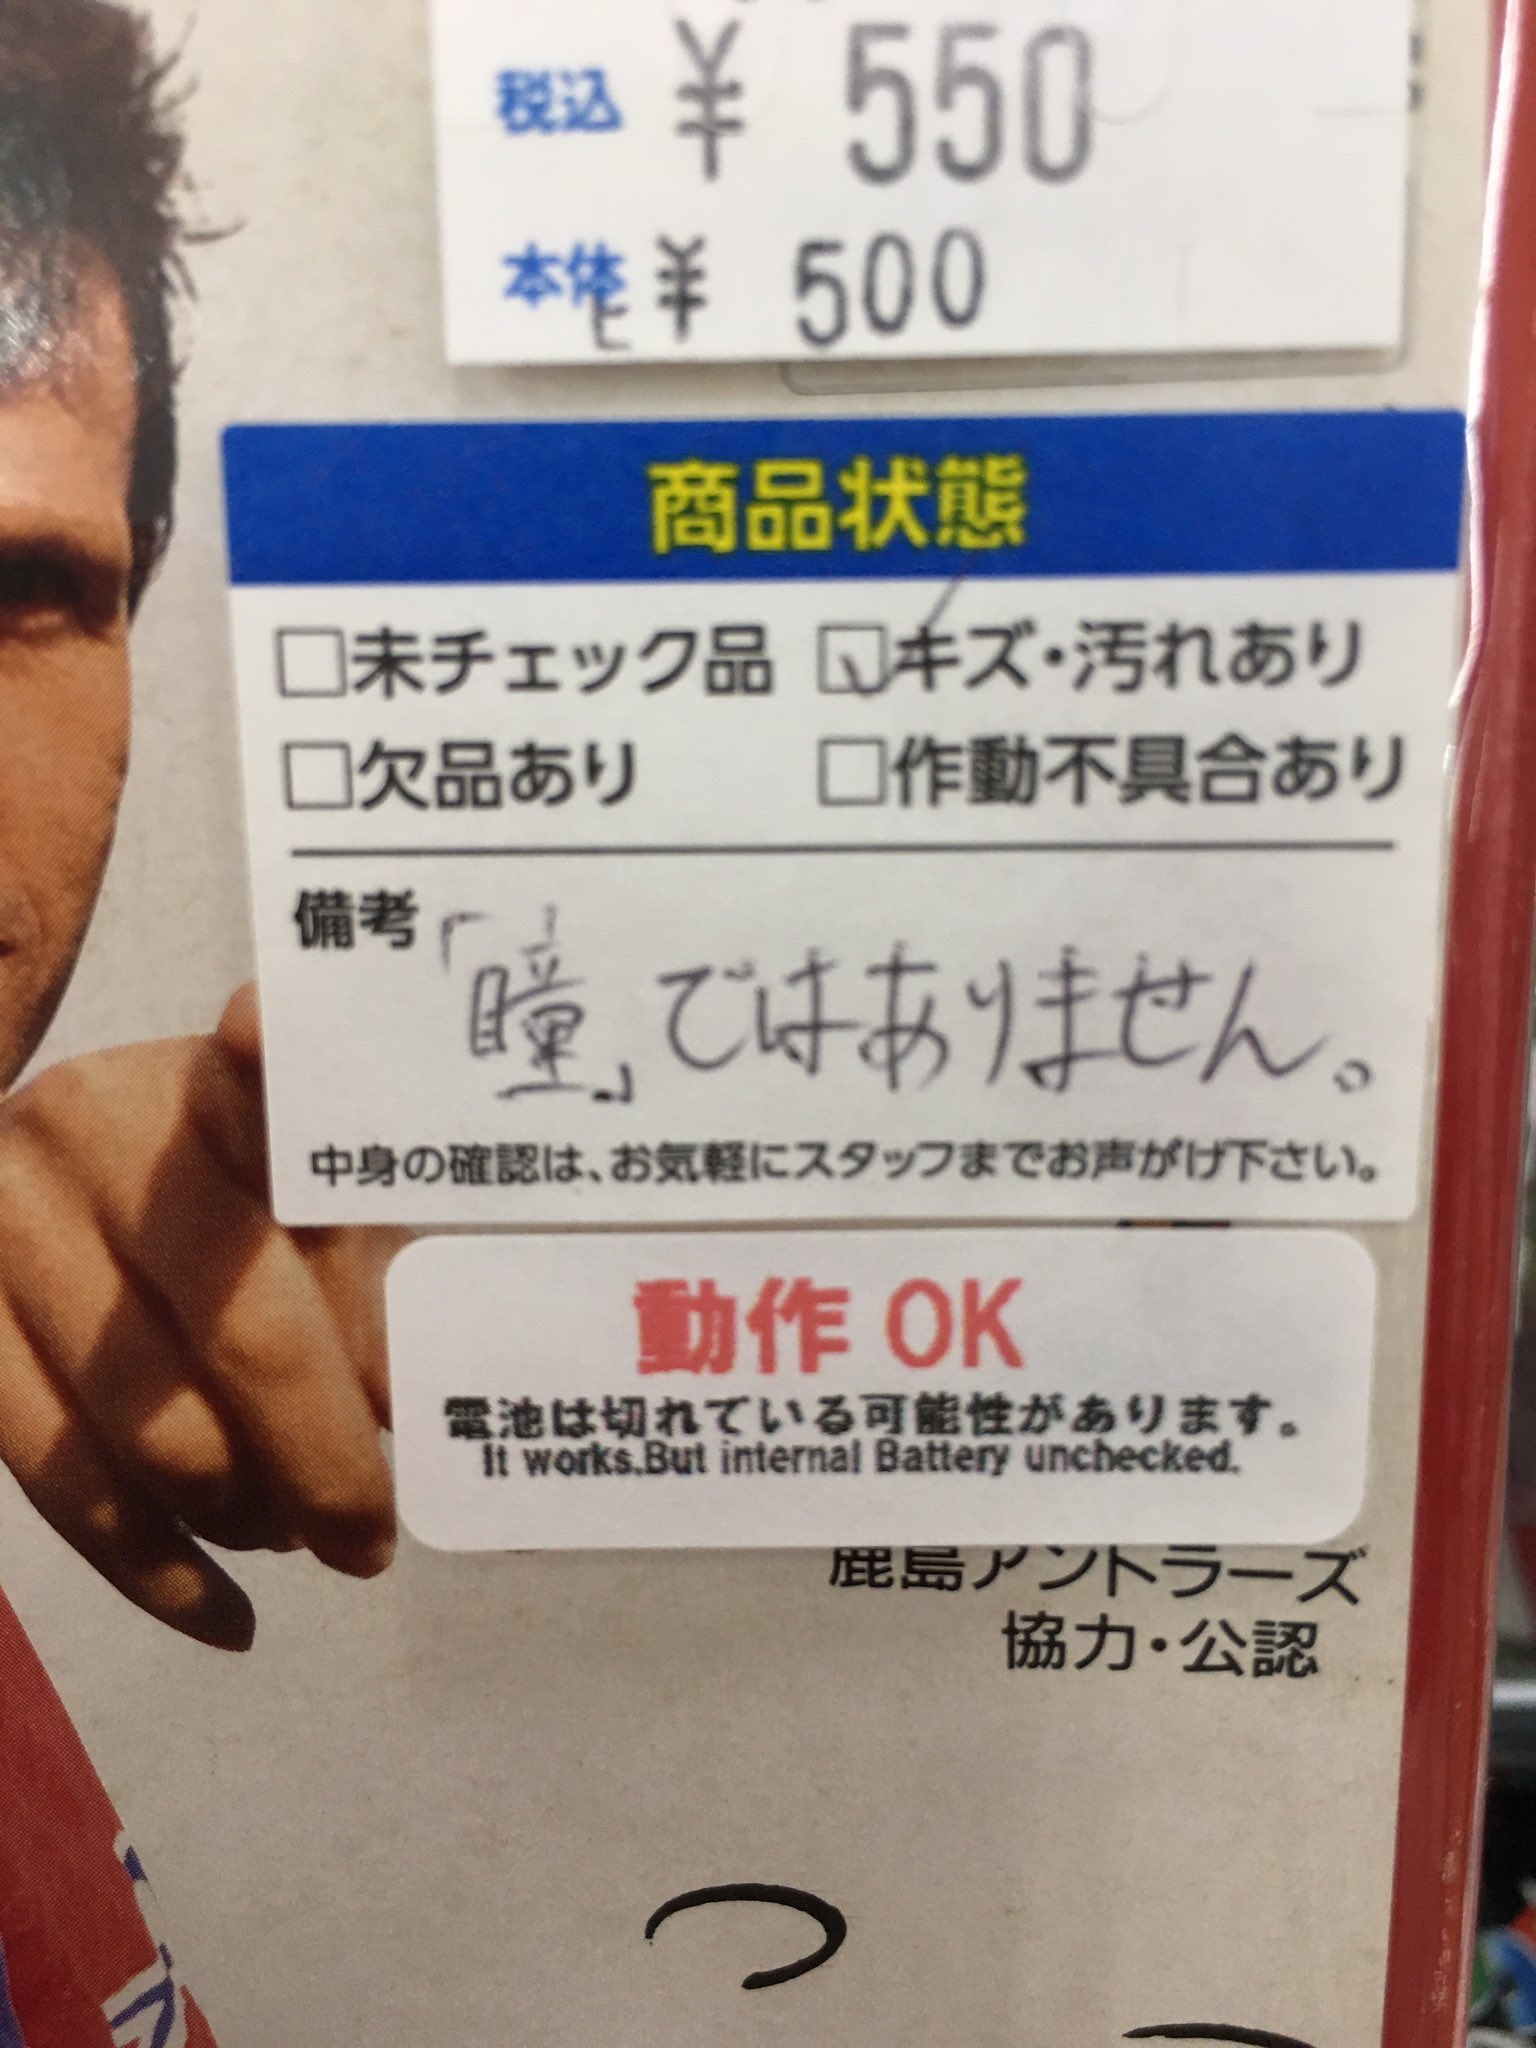 税込 ¥ 550
本体 ¥ 500
ヒ
商品状態
□未チェック品 ☑キズ・汚れあり
□欠品あり □作動不具合あり
備考
「瞳」ではありません。
中身の確認は、お気軽にスタッフまでお声がけ下さい。
動作 OK
電池は切れている可能性があります。
It works.But internal Battery unchecked.
鹿島アントラーズ
協力・公認
つ